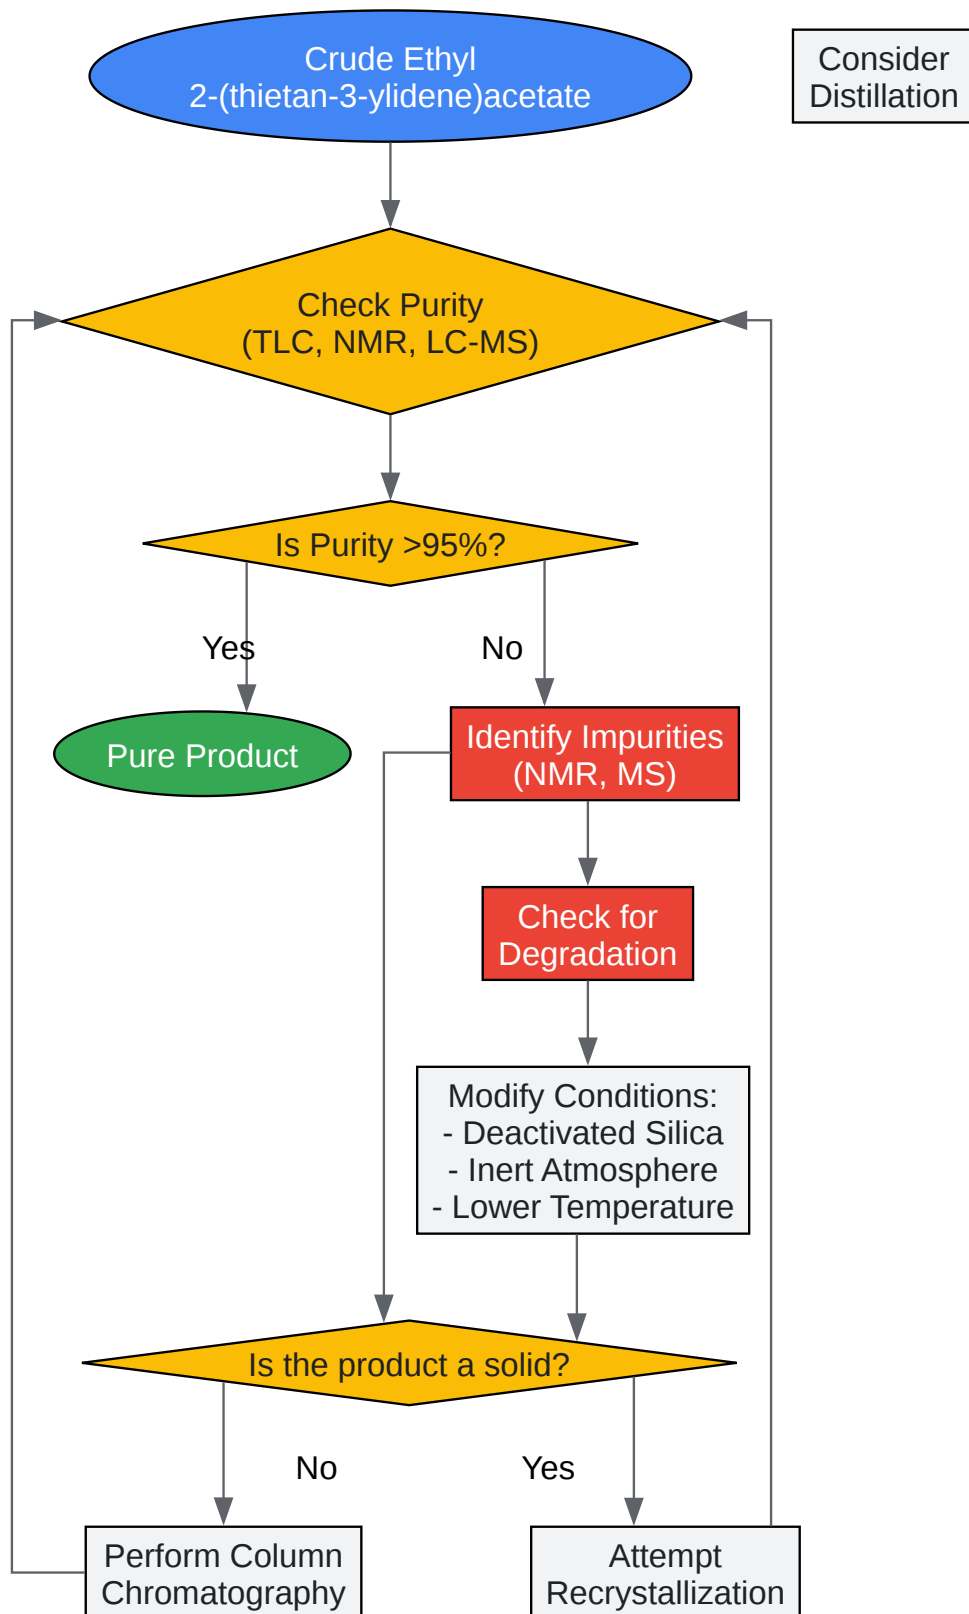 Crude Ethyl
2-(thietan-3-ylidene)acetate
Consider
Distillation
Check Purity
(TLC, NMR, LC-MS)
Is Purity >95%?
Yes
No
Pure Product
Identify Impurities
(NMR, MS)
Check for
Degradation
Modify Conditions:
- Deactivated Silica
- Inert Atmosphere
- Lower Temperature
Is the product a solid?
No
Yes
Perform Column
Chromatography
Attempt
Recrystallization